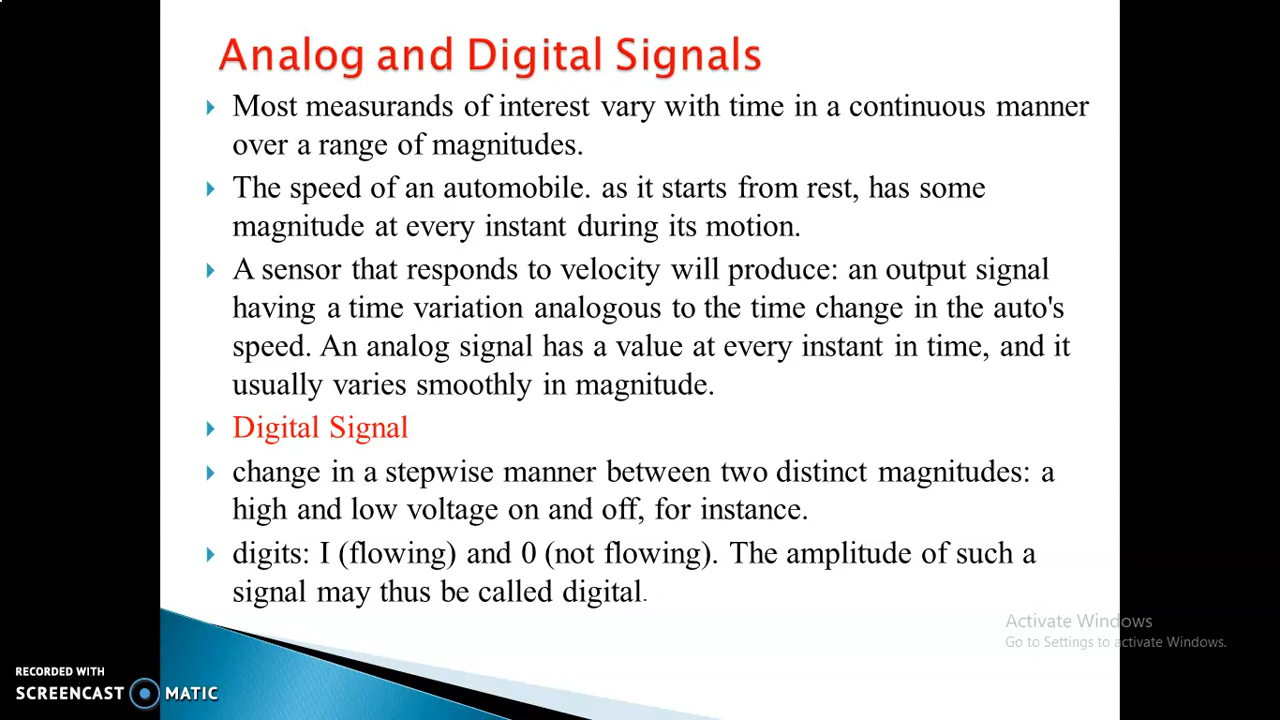 Analog and Digital Signals
Most measurands of interest vary with time in a continuous manner
over a range of magnitudes.
The speed of an automobile. as it starts from rest, has some
magnitude at every instant during its motion.
A sensor that responds to velocity will produce: an output signal
having a time variation analogous to the time change in the auto's
speed. An analog signal has a value at every instant in time, and it
usually varies smoothly in magnitude.
Digital Signal
change in a stepwise manner between two distinct magnitudes: a
high and low voltage on and off, for instance.
digits: I (flowing) and 0 (not flowing). The amplitude of such a
signal may thus be called digital.
Activate Windows
Go to Settings to activate Windows.
RECORDED WITH
SCREENCAST MATIC